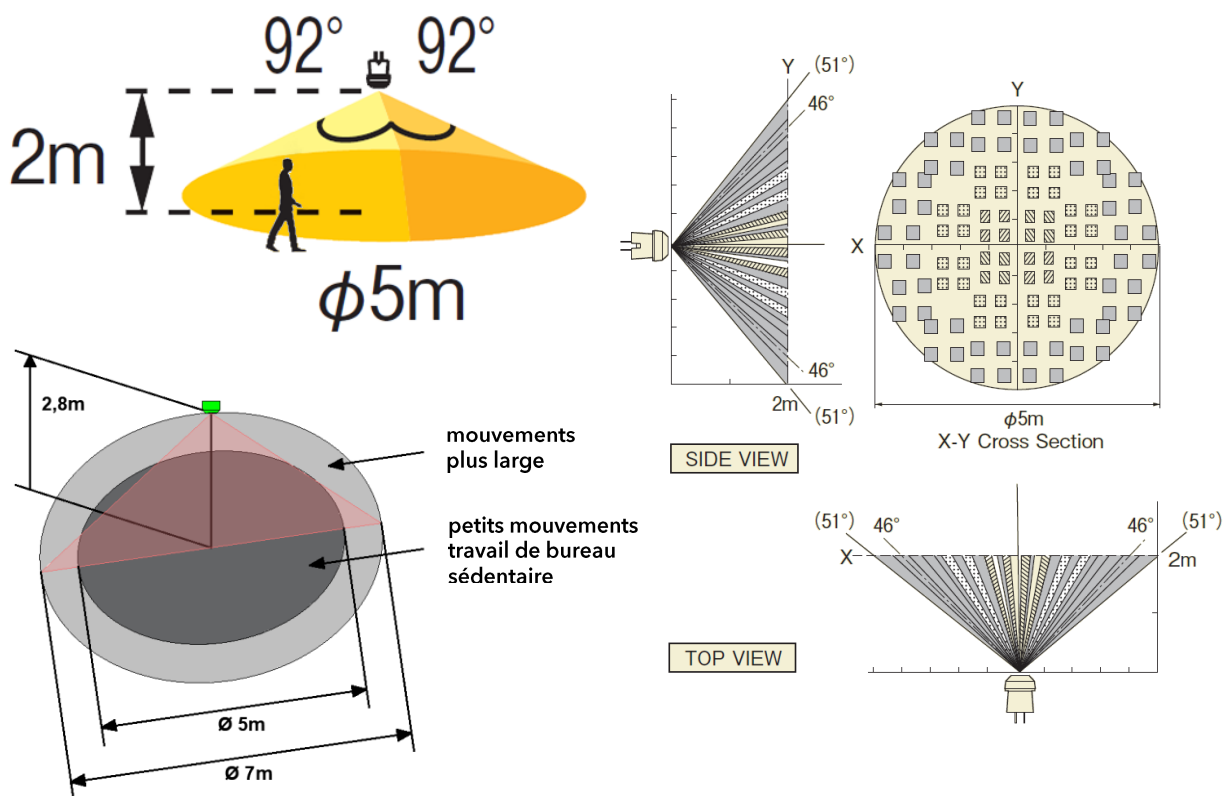 92° 92°
2m
φ5m
2,8m
mouvements
plus large
petits mouvements
travail de bureau
sédentaire
Ø 5m
Ø 7m
Y
(51°)
46°
46°
2m
(51°)
SIDE VIEW
Y
X
φ5m
X-Y Cross Section
(51°)
46°
46°
(51°)
X
2m
TOP VIEW